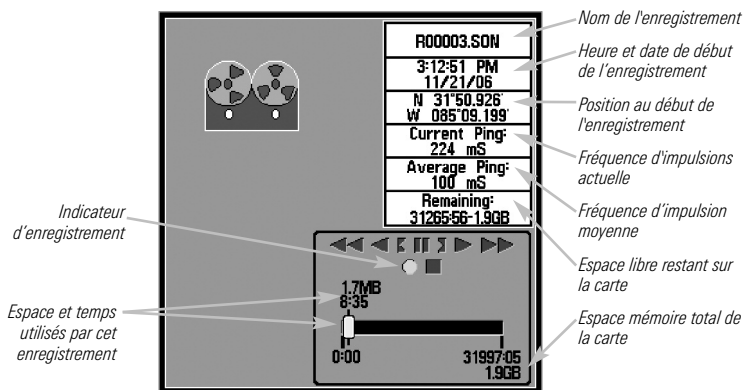 Nom de l'enregistrement
Heure et date de début
de l'enregistrement
Position au début de
l'enregistrement
Fréquence d'impulsions
actuelle
Fréquence d'impulsion
moyenne
Espace libre restant sur
la carte
Espace mémoire total de
la carte
Indicateur
d'enregistrement
Espace et temps
utilisés par cet
enregistrement
R00003.SON
3:12:51 PM
11/21/06
N 31°50.926'
W 085°09.199'
Current Ping:
224 mS
Average Ping:
100 mS
Remaining:
31265:56-1.9GB
1.7MB
8:35
0:00
31997:05
1.9GB